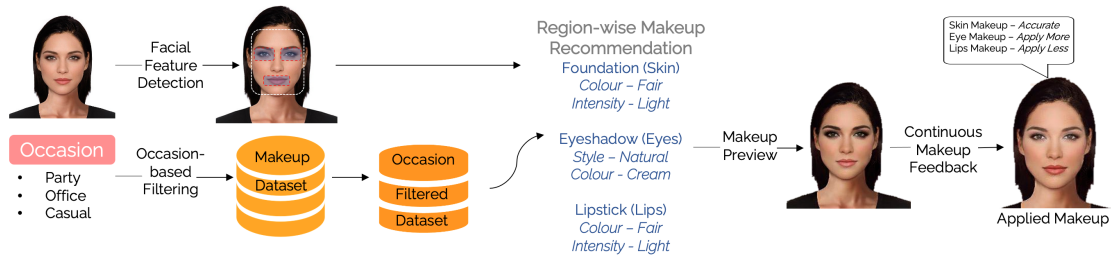 Facial
Feature
Detection
Occasion
• Party
• Office
• Casual
Occasion-
based
Filtering
Makeup
Dataset
Occasion
Filtered
Dataset
Region-wise Makeup
Recommendation
Foundation (Skin)
Colour – Fair
Intensity - Light
Eyeshadow (Eyes)
Style – Natural
Colour - Cream
Lipstick (Lips)
Colour – Fair
Intensity - Light
Makeup
Preview
Continuous
Makeup
Feedback
Skin Makeup – Accurate
Eye Makeup – Apply More
Lips Makeup – Apply Less
Applied Makeup